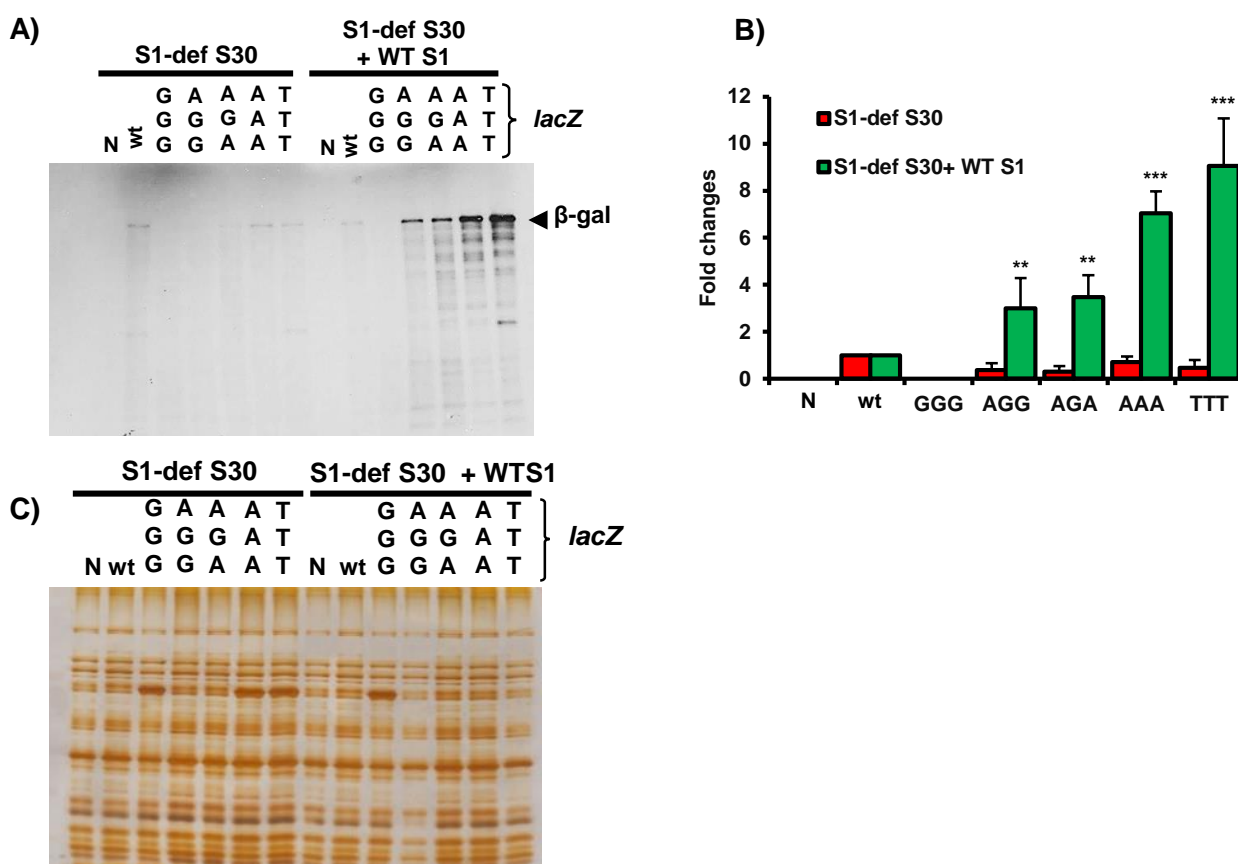 A)
S1-def S30
S1-def S30
+ WT S1
G A A A T G A A A T
G G G A T G G G A T
N wt G G A A T N wt G G A A T
lacZ
β-gal
B)
12
10
8
6
4
2
0
Fold changes
S1-def S30
S1-def S30+ WT S1
**
**
***
***
N wt GGG AGG AGA AAA TTT
C)
S1-def S30 S1-def S30 + WTS1
G A A A T G A A A T
G G G A T G G G A T
N wt G G A A T N wt G G A A T
lacZ